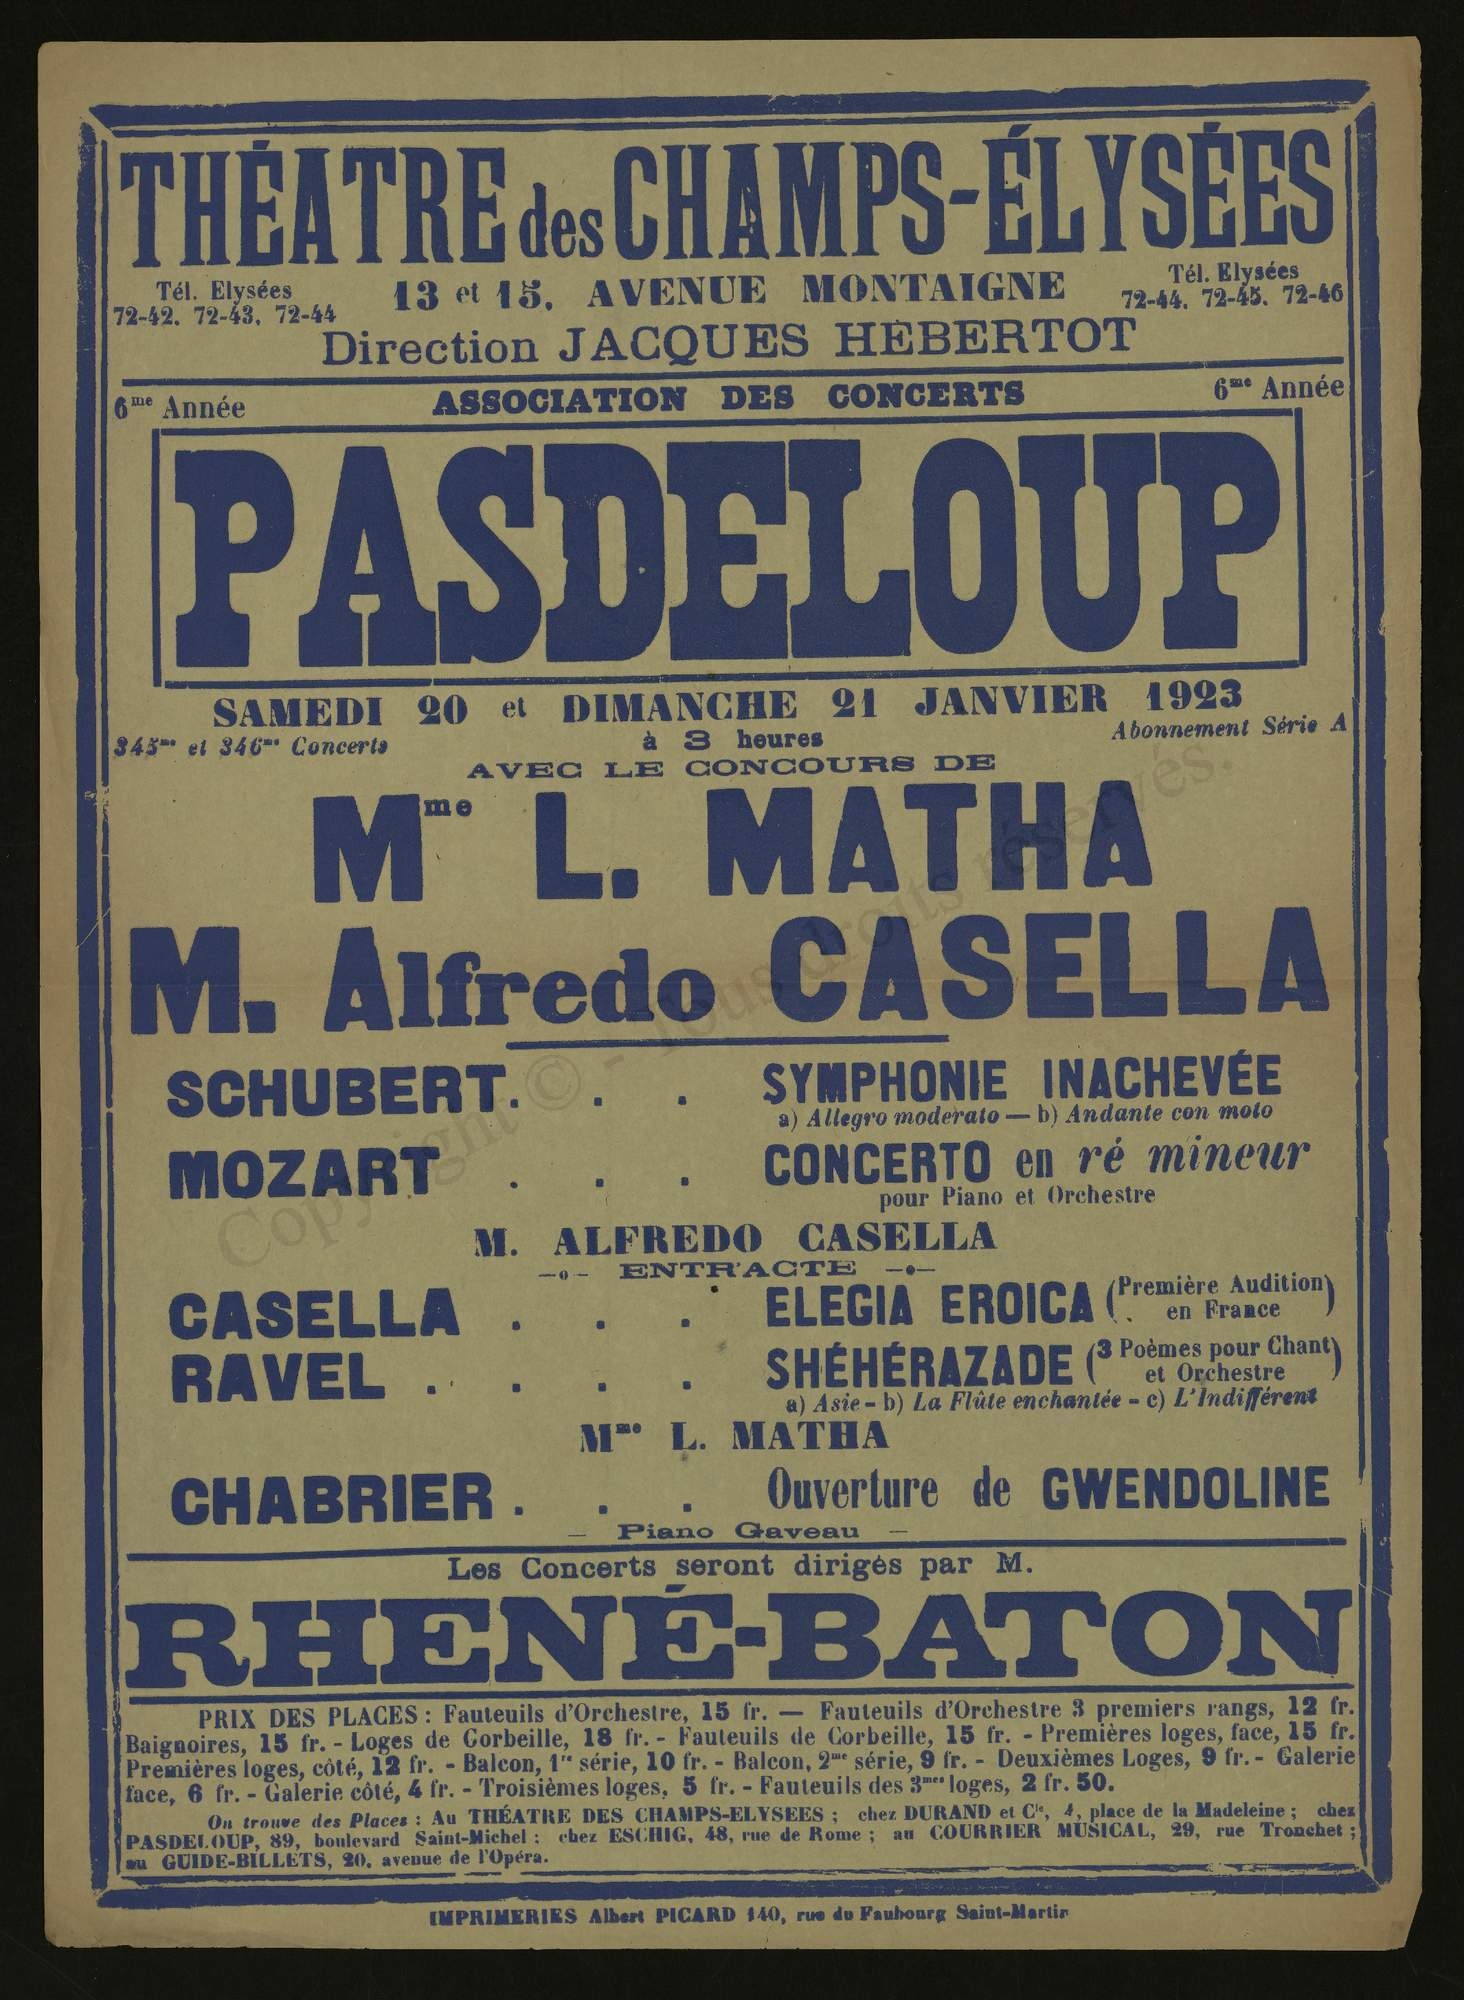 THÉATRE des CHAMPS-ÉLYSÉES
Tél. Elysées
72-42. 72-43. 72-44
13 et 15, AVENUE MONTAIGNE
Tél. Elysées
72-44. 72-45. 72-46
Direction JACQUES HEBERTOT
6me Année
ASSOCIATION DES CONCERTS
6me Année
PASDELOUP
SAMEDI 20 et DIMANCHE 21 JANVIER 1923
345me et 346me Concerts
à 3 heures
Abonnement Série A
AVEC LE CONCOURS DE
Mme L. MATHA
M. Alfredo CASELLA
SCHUBERT. . . SYMPHONIE INACHEVÉE
a) Allegro moderato — b) Andante con moto
MOZART . . . CONCERTO en ré mineur
pour Piano et Orchestre
M. ALFREDO CASELLA
—o— ENTR'ACTE —•—
CASELLA . . . ELEGIA EROICA (Première Audition
en France)
RAVEL . . . . SHÉHÉRAZADE (3 Poèmes pour Chant
et Orchestre)
a) Asie - b) La Flûte enchantée - c) L'Indifférent
Mme L. MATHA
CHABRIER . . . Ouverture de GWENDOLINE
— Piano Gaveau —
Les Concerts seront dirigés par M.
RHENÉ-BATON
PRIX DES PLACES : Fauteuils d'Orchestre, 15 fr. — Fauteuils d'Orchestre 3 premiers rangs, 12 fr.
Baignoires, 15 fr. - Loges de Corbeille, 18 fr. - Fauteuils de Corbeille, 15 fr. - Premières loges, face, 15 fr.
Premières loges, côté, 12 fr. - Balcon, 1re série, 10 fr. - Balcon, 2me série, 9 fr. - Deuxièmes Loges, 9 fr. - Galerie
face, 6 fr. - Galerie côté, 4 fr. - Troisièmes loges, 5 fr. - Fauteuils des 3mes loges, 2 fr. 50.
On trouve des Places : Au THÉATRE DES CHAMPS-ELYSEES ; chez DURAND et Cie, 4, place de la Madeleine ; chez
PASDELOUP, 89, boulevard Saint-Michel : chez ESCHIG, 48, rue de Rome ; au COURRIER MUSICAL, 29, rue Tronchet ;
au GUIDE-BILLETS, 20, avenue de l'Opéra.
IMPRIMERIES Albert PICARD 140, rue du Faubourg Saint-Martin
Copyright © - Tous droits réservés.